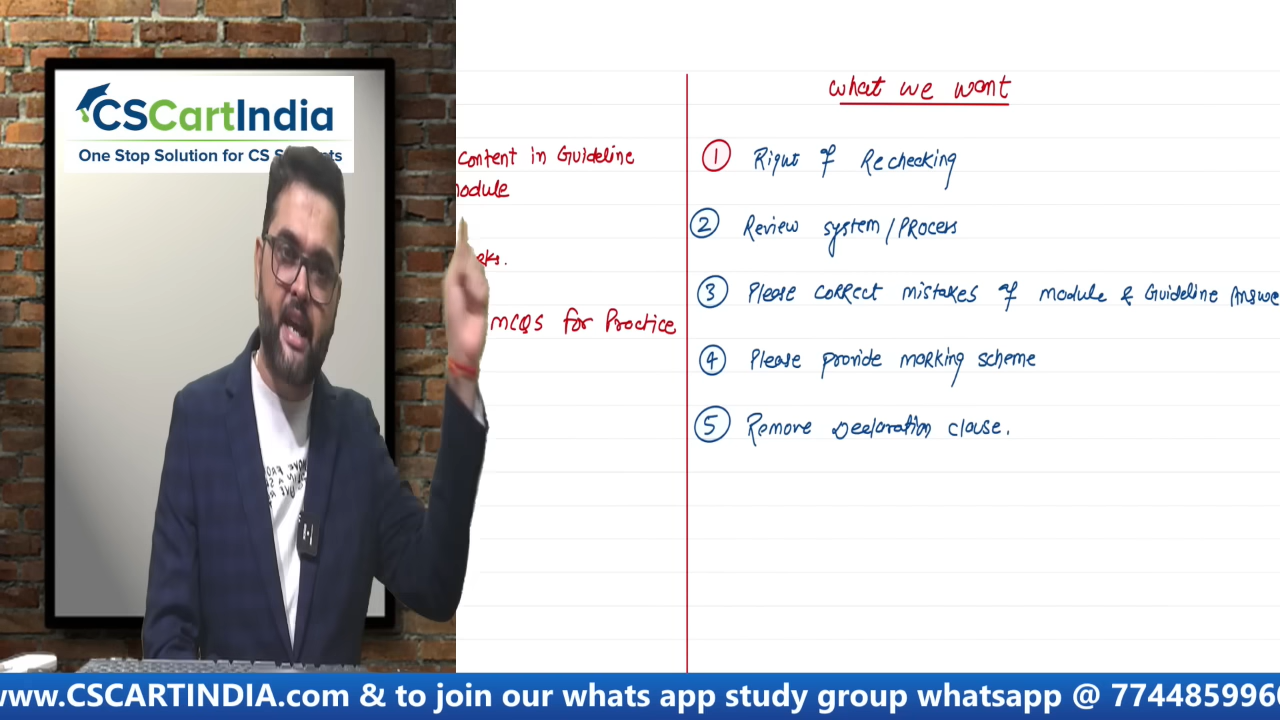 CSCartIndia
One Stop Solution for CS S nts
content in Guideline
module
mcqs for Practice
what we want
1 Right of Rechecking
2 Review system/Process
3 Please correct mistakes of module & Guideline Answe
4 Please provide marking scheme
5 Remove Declaration clause.
www.CSCARTINDIA.com & to join our whats app study group whatsapp @ 774485996